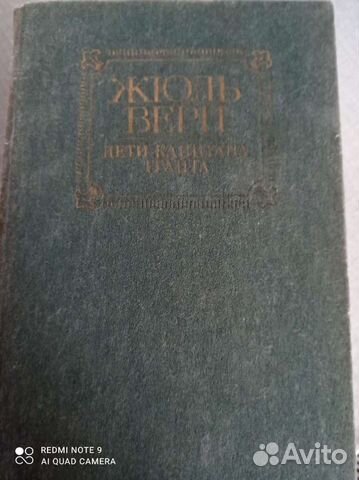 ЖЮЛЬ
ВЕРН
ДЕТИ КАПИТАНА
ГРАНТА
REDMI NOTE 9
AI QUAD CAMERA
Avito